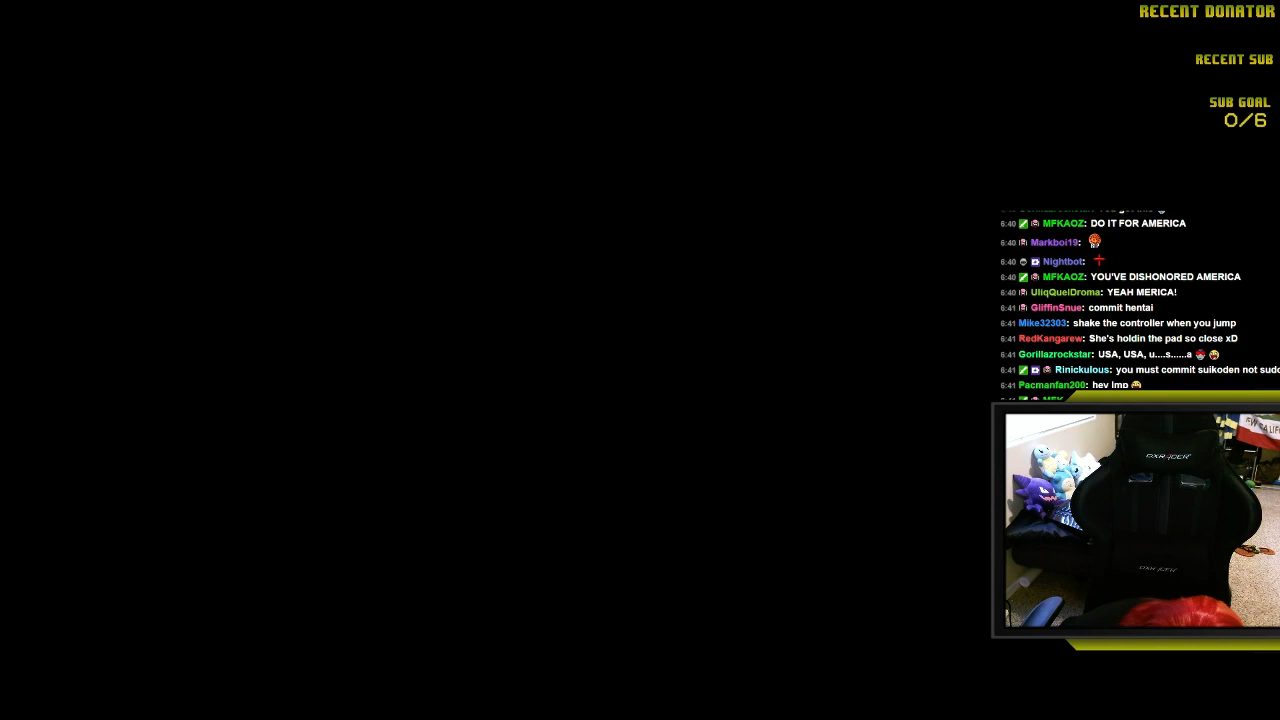 RECENT DONATOR
RECENT SUB
SUB GOAL
0/6
6:40 MFKAOZ: DO IT FOR AMERICA
6:40 Markboi19:
6:40 Nightbot:
6:40 MFKAOZ: YOU'VE DISHONORED AMERICA
6:40 UliqQuelDroma: YEAH MERICA!
6:41 GliffinSnue: commit hentai
6:41 Mike32303: shake the controller when you jump
6:41 RedKangarew: She's holdin the pad so close xD
6:41 Gorillazrockstar: USA, USA, u....s......a
6:41 Rinickulous: you must commit suikoden not sudo
6:41 Pacmanfan200: hey Imp
DXRACER